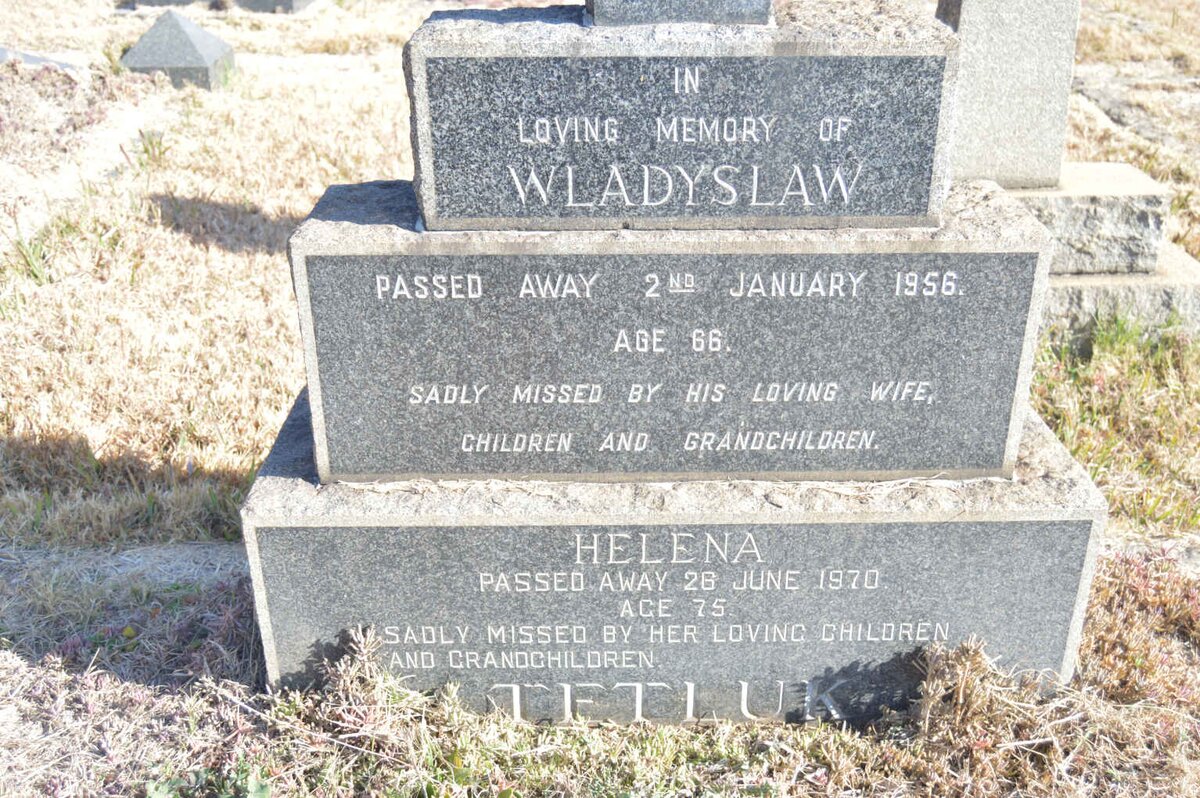 IN
LOVING MEMORY OF
WLADYSLAW
PASSED AWAY 2ND JANUARY 1956.
AGE 66.
SADLY MISSED BY HIS LOVING WIFE,
CHILDREN AND GRANDCHILDREN.
HELENA
PASSED AWAY 26 JUNE 1970
AGE 75.
SADLY MISSED BY HER LOVING CHILDREN
AND GRANDCHILDREN.